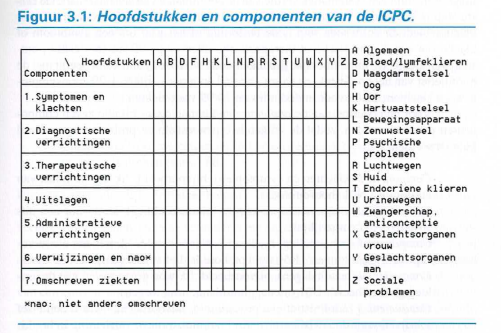 Figuur 3.1: Hoofdstukken en componenten van de ICPC.
\ Hoofdstukken A B D F H K L N P R S T U W X Y Z
Componenten
1.Symptomen en
klachten
2.Diagnostische
verrichtingen
3.Therapeutische
verrichtingen
4.Uitslagen
5.Administratieve
verrichtingen
6.Verwijzingen en nao*
7.Omschreven ziekten
*nao: niet anders omschreven
A Algemeen
B Bloed/lymfeklieren
D Maagdarmstelsel
F Oog
H Oor
K Hartvaatstelsel
L Bewegingsapparaat
N Zenuwstelsel
P Psychische
problemen
R Luchtwegen
S Huid
T Endocriene klieren
U Urinewegen
W Zwangerschap,
anticonceptie
X Geslachtsorganen
vrouw
Y Geslachtsorganen
man
Z Sociale
problemen